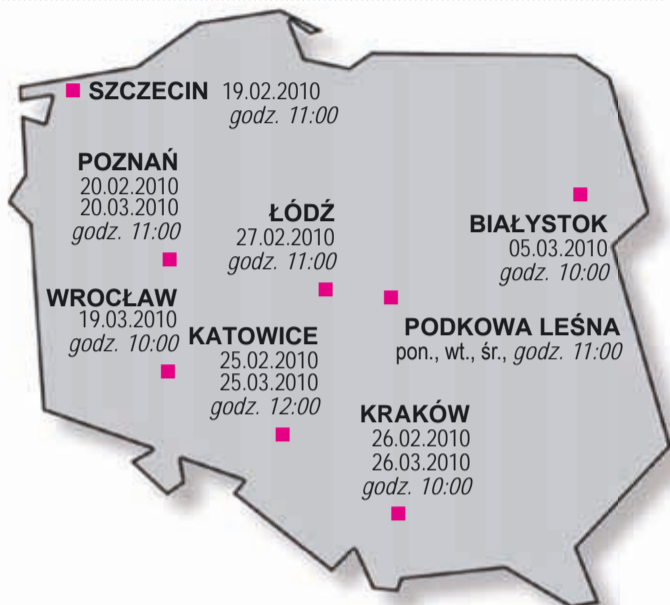 SZCZECIN 19.02.2010
godz. 11:00
POZNAŃ
20.02.2010
20.03.2010
godz. 11:00
ŁÓDŹ
27.02.2010
godz. 11:00
BIAŁYSTOK
05.03.2010
godz. 10:00
WROCŁAW
19.03.2010
godz. 10:00
KATOWICE
25.02.2010
25.03.2010
godz. 12:00
PODKOWA LEŚNA
pon., wt., śr., godz. 11:00
KRAKÓW
26.02.2010
26.03.2010
godz. 10:00